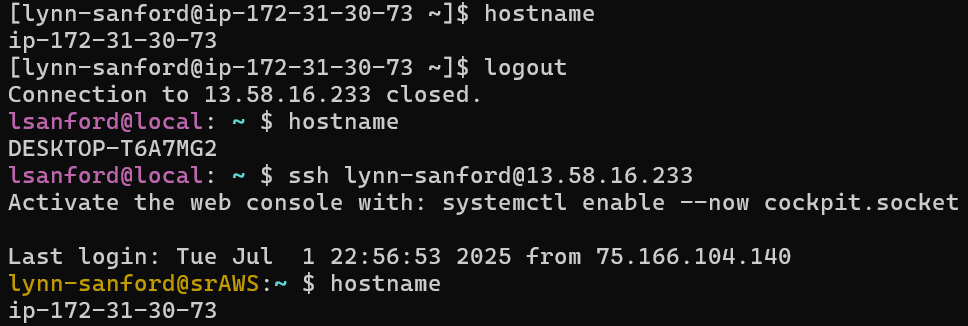 [lynn-sanford@ip-172-31-30-73 ~]$ hostname
ip-172-31-30-73
[lynn-sanford@ip-172-31-30-73 ~]$ logout
Connection to 13.58.16.233 closed.
lsanford@local: ~ $ hostname
DESKTOP-T6A7MG2
lsanford@local: ~ $ ssh lynn-sanford@13.58.16.233
Activate the web console with: systemctl enable --now cockpit.socket
Last login: Tue Jul  1 22:56:53 2025 from 75.166.104.140
lynn-sanford@srAWS:~ $ hostname
ip-172-31-30-73